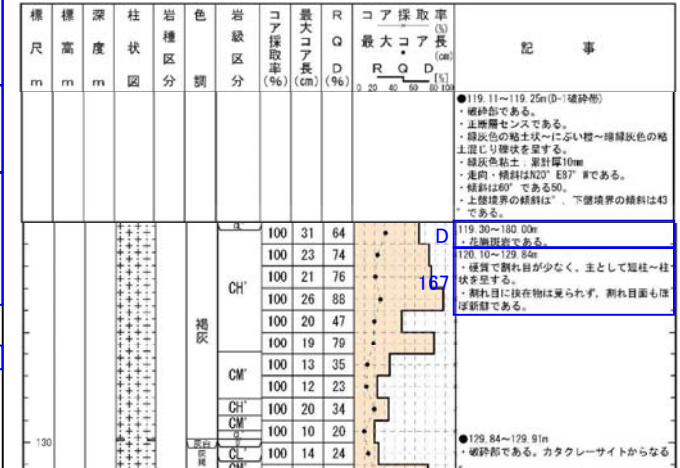 標尺 m
標高 m
深度 m
柱状図
岩種区分
色調
岩級区分
コア採取率(%)
最大コア長(cm)
RQD(%)
コア採取率(%)
最大コア長(cm)
RQD[%]
0 20 40 60 80 100
記事
●119.11～119.25m(D-1破砕帯)
・破砕部である。
・正断層センスである。
・緑灰色の粘土状～にぶい橙～暗緑灰色の粘
土混じり礫状を呈する。
・緑灰色粘土：累計厚10mm
・走向・傾斜はN20°E87°Wである。
・傾斜は60°である50。
・上盤境界の傾斜は°、下盤境界の傾斜は43
°である。
119.30～180.00m
・花崗斑岩である。
D
120.10～129.84m
・硬質で割れ目が少なく、主として短柱～柱
状を呈する。
・割れ目に挟在物は見られず、割れ目面もほ
ぼ新鮮である。
167
100 31 64
100 23 74
100 21 76
CH'
100 26 88
100 20 47
褐灰
100 19 79
100 13 35
CM'
100 12 23
CH' 100 20 34
CM'
100 10 20
130
灰白
●129.84～129.91m
・破砕部である。カタクレーサイトからなる
CL' 100 14 24
CM'